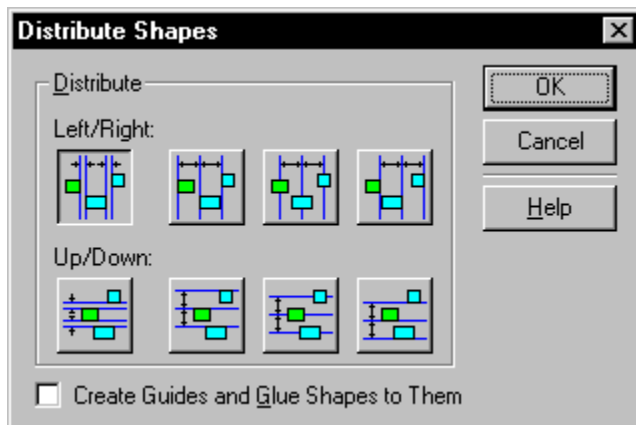 Distribute Shapes
Distribute
OK
Left/Right:
Cancel
Help
Up/Down:
Create Guides and Glue Shapes to Them